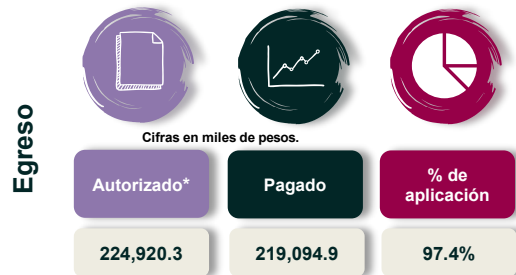 Egreso
Cifras en miles de pesos.
Autorizado*
Pagado
% de
aplicación
224,920.3
219,094.9
97.4%